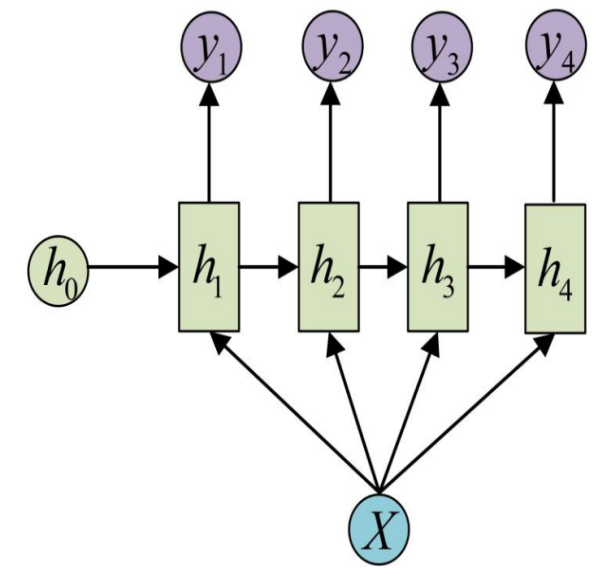 y₁ y₂ y₃ y₄
h₀ h₁ h₂ h₃ h₄
X